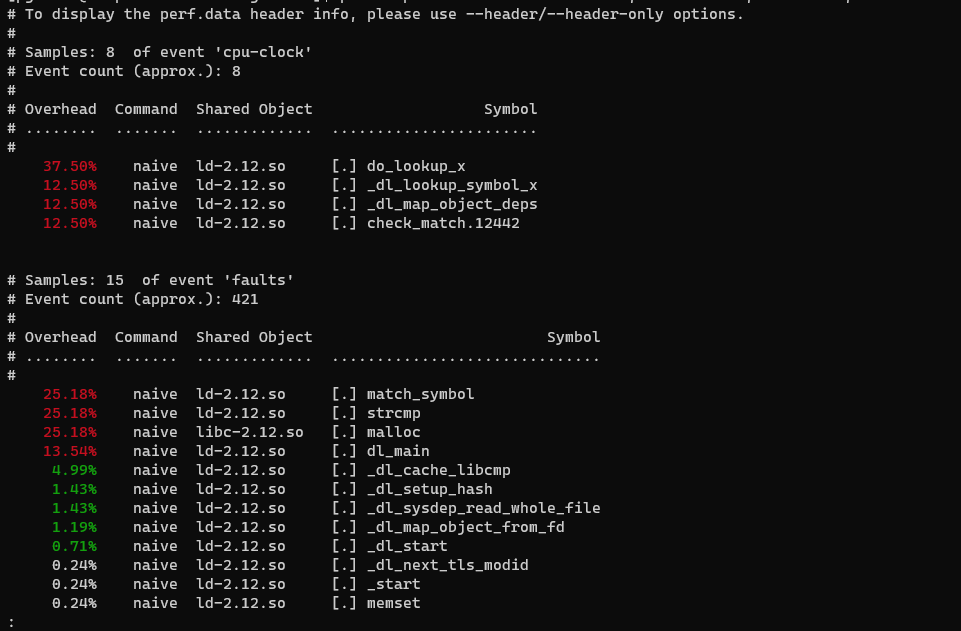 # To display the perf.data header info, please use --header/--header-only options.
#
# Samples: 8  of event 'cpu-clock'
# Event count (approx.): 8
#
# Overhead  Command  Shared Object                   Symbol
# ........  .......  .............  .......................
#
    37.50%    naive  ld-2.12.so     [.] do_lookup_x
    12.50%    naive  ld-2.12.so     [.] _dl_lookup_symbol_x
    12.50%    naive  ld-2.12.so     [.] _dl_map_object_deps
    12.50%    naive  ld-2.12.so     [.] check_match.12442
# Samples: 15  of event 'faults'
# Event count (approx.): 421
#
# Overhead  Command  Shared Object                          Symbol
# ........  .......  .............  ..............................
#
    25.18%    naive  ld-2.12.so     [.] match_symbol
    25.18%    naive  ld-2.12.so     [.] strcmp
    25.18%    naive  libc-2.12.so   [.] malloc
    13.54%    naive  ld-2.12.so     [.] dl_main
     4.99%    naive  ld-2.12.so     [.] _dl_cache_libcmp
     1.43%    naive  ld-2.12.so     [.] _dl_setup_hash
     1.43%    naive  ld-2.12.so     [.] _dl_sysdep_read_whole_file
     1.19%    naive  ld-2.12.so     [.] _dl_map_object_from_fd
     0.71%    naive  ld-2.12.so     [.] _dl_start
     0.24%    naive  ld-2.12.so     [.] _dl_next_tls_modid
     0.24%    naive  ld-2.12.so     [.] _start
     0.24%    naive  ld-2.12.so     [.] memset
: